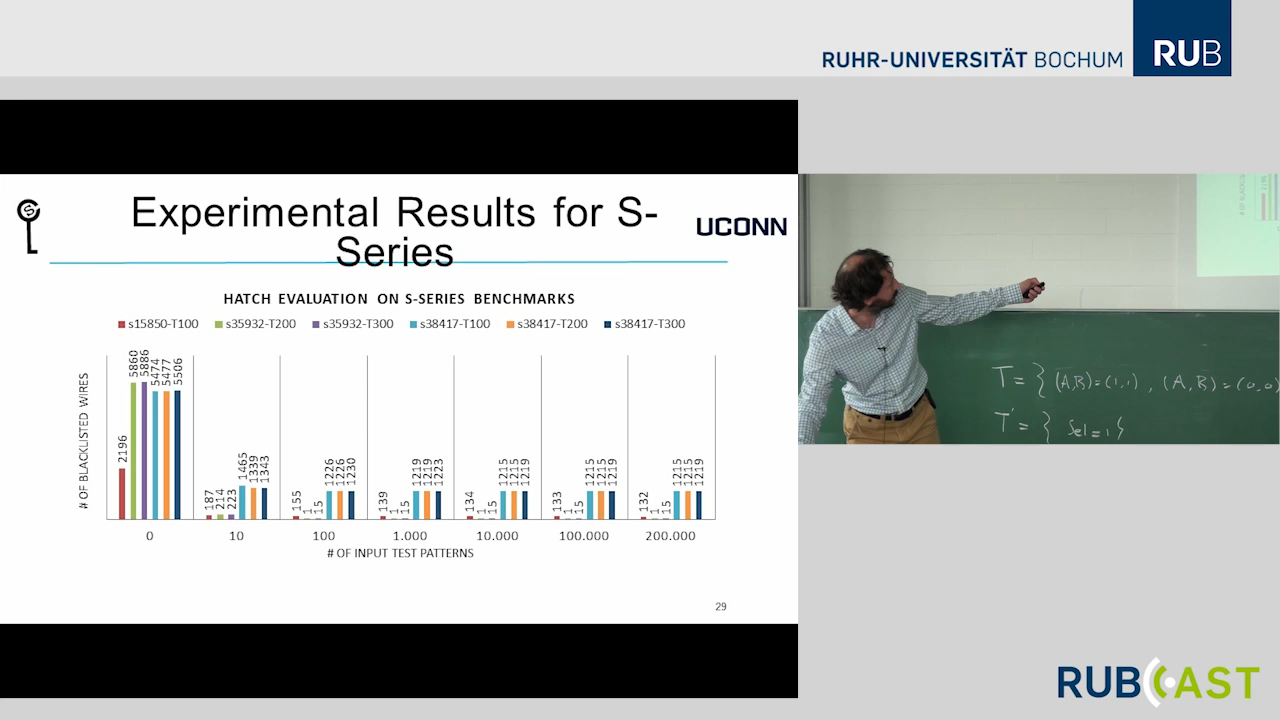 RUHR-UNIVERSITÄT BOCHUM
RUB
Experimental Results for S-
Series
UCONN
HATCH EVALUATION ON S-SERIES BENCHMARKS
s15850-T100 s35932-T200 s35932-T300 s38417-T100 s38417-T200 s38417-T300
# OF BLACKLISTED WIRES
2196 5860 5886 5474 5477 5506
187 214 223 1465 1339 1343
155 1 15 1226 1226 1230
139 1 15 1219 1219 1223
134 1 15 1215 1215 1219
133 1 15 1215 1215 1219
132 1 15 1215 1215 1219
0 10 100 1.000 10.000 100.000 200.000
# OF INPUT TEST PATTERNS
29
T = { (A,B)=(1,1) , (A,B)=(0,0)
T' = { Sel=1 }
RUBCAST